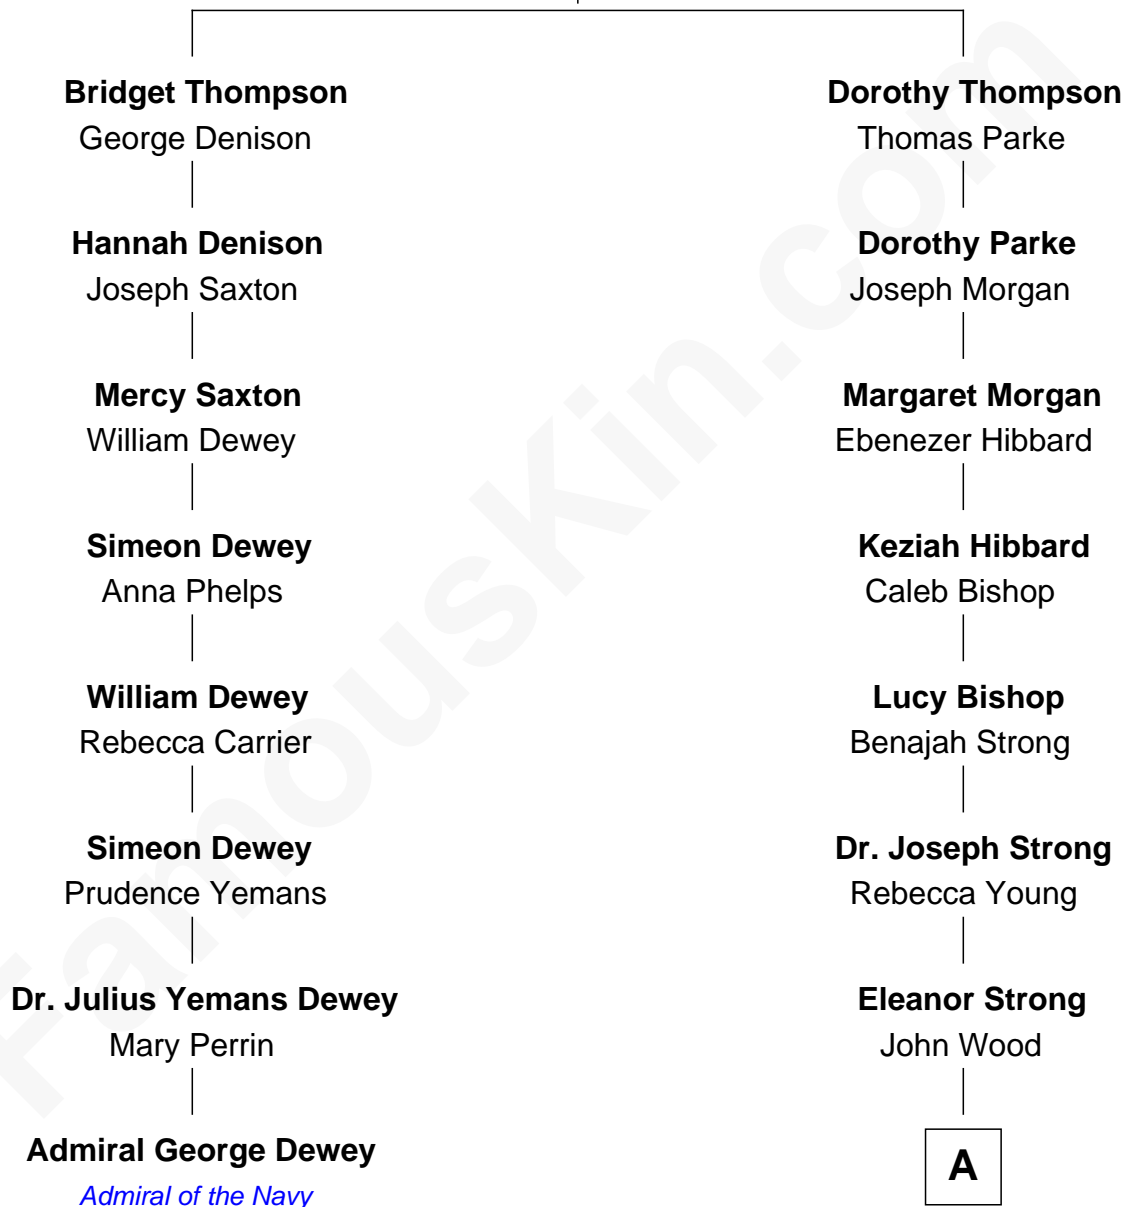 Bridget Thompson
George Denison
Hannah Denison
Joseph Saxton
Mercy Saxton
William Dewey
Simeon Dewey
Anna Phelps
William Dewey
Rebecca Carrier
Simeon Dewey
Prudence Yemans
Dr. Julius Yemans Dewey
Mary Perrin
Admiral George Dewey
Admiral of the Navy
Dorothy Thompson
Thomas Parke
Dorothy Parke
Joseph Morgan
Margaret Morgan
Ebenezer Hibbard
Keziah Hibbard
Caleb Bishop
Lucy Bishop
Benajah Strong
Dr. Joseph Strong
Rebecca Young
Eleanor Strong
John Wood
A
FamousKin.com